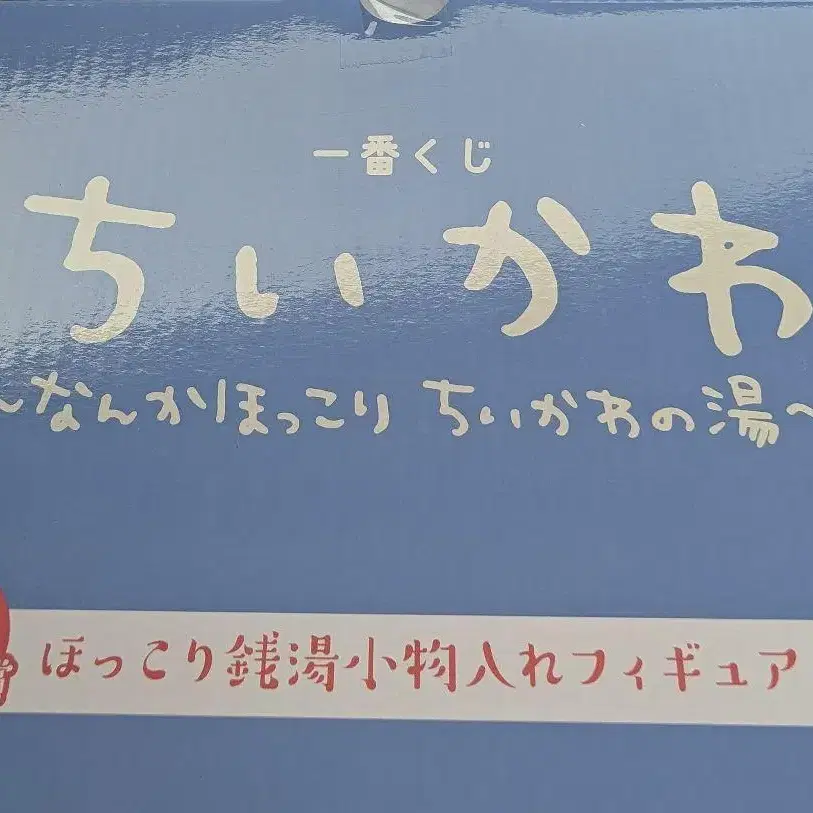 一番くじ
ちいかわ
～なんかほっこり ちいかわの湯～
ほっこり銭湯小物入れフィギュア